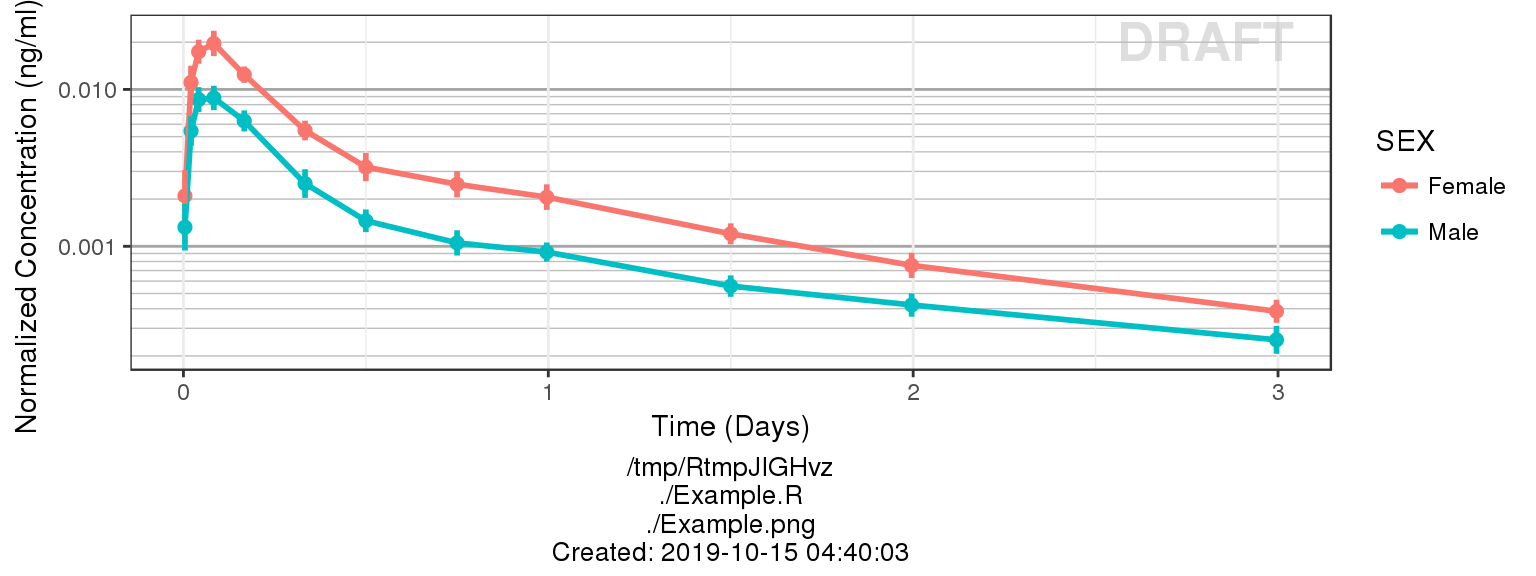 DRAFT
Normalized Concentration (ng/ml)
0.010
0.001
0 1 2 3
Time (Days)
SEX
Female
Male
/tmp/RtmpJIGHvz
./Example.R
./Example.png
Created: 2019-10-15 04:40:03